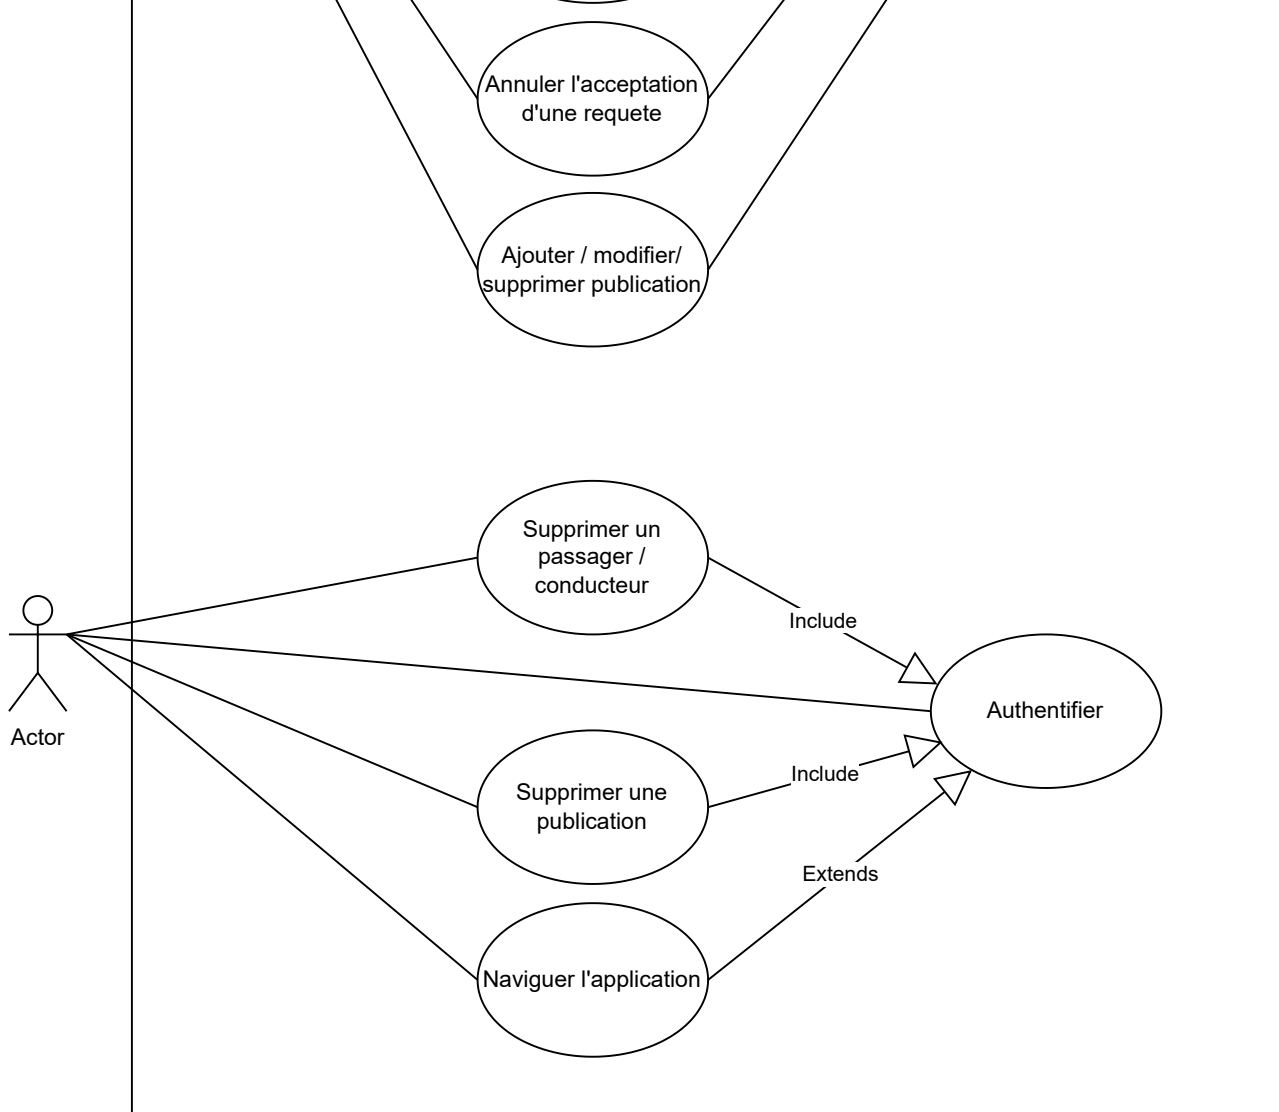 Annuler l'acceptation
d'une requete
Ajouter / modifier/
supprimer publication
Supprimer un
passager /
conducteur
Include
Actor
Authentifier
Include
Supprimer une
publication
Extends
Naviguer l'application